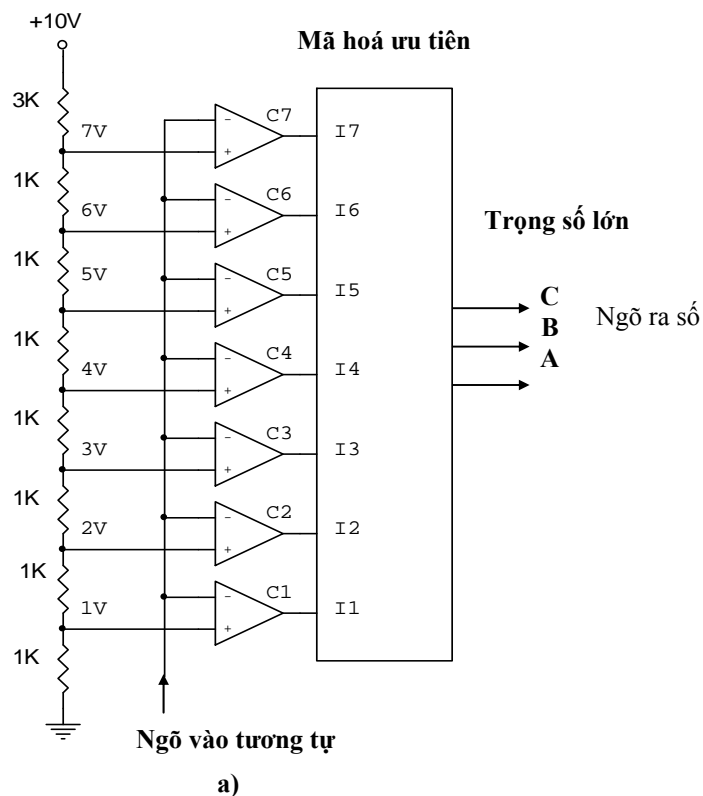 +10V
Mã hoá ưu tiên
3K
7V
- + C7 I7
1K
6V
- + C6 I6
Trọng số lớn
1K
5V
- + C5 I5
C
Ngõ ra số
B
1K
4V
- + C4 I4
A
1K
3V
- + C3 I3
1K
2V
- + C2 I2
1K
1V
- + C1 I1
1K
Ngõ vào tương tự
a)